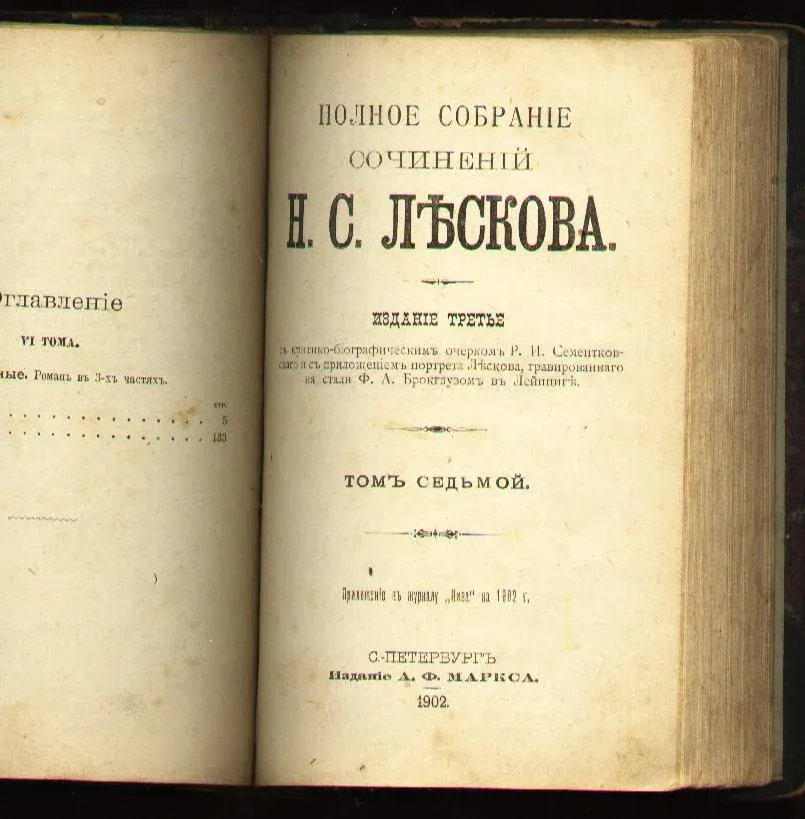 Оглавленіе
VI ТОМА.
ные. Романъ въ 3-хъ частяхъ.
СТР.
5
133
ПОЛНОЕ СОБРАНІЕ
СОЧИНЕНІЙ
Н. С. ЛѢСКОВА.
ИЗДАНІЕ ТРЕТЬЕ
съ критико-біографическимъ очеркомъ Р. И. Сементков-
скаго и съ приложеніемъ портрета Лѣскова, гравированнаго
на стали Ф. А. Брокгаузомъ въ Лейпцигѣ.
ТОМЪ СЕДЬМОЙ.
Приложеніе къ журналу „Нива“ на 1902 г.
С.-ПЕТЕРБУРГЪ
Изданіе А. Ф. МАРКСА.
1902.